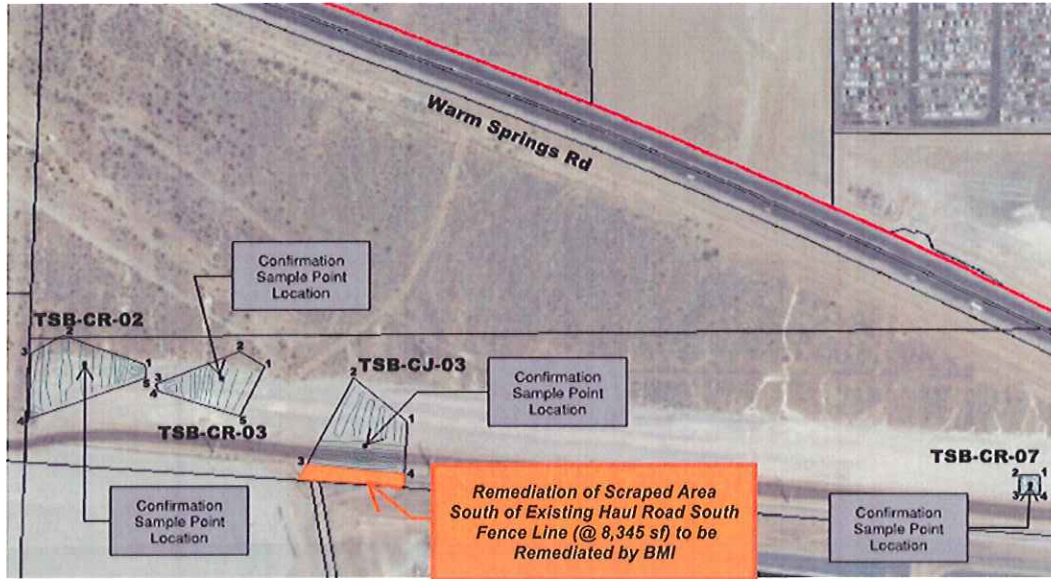 Warm Springs Rd
Confirmation
Sample Point
Location
TSB-CR-02
2
3
1
5
4
2
1
3
4
5
TSB-CR-03
TSB-CJ-03
2
1
3
4
Confirmation
Sample Point
Location
TSB-CR-07
2 1
3 4
Confirmation
Sample Point
Location
Remediation of Scraped Area
South of Existing Haul Road South
Fence Line (@ 8,345 sf) to be
Remediated by BMI
Confirmation
Sample Point
Location